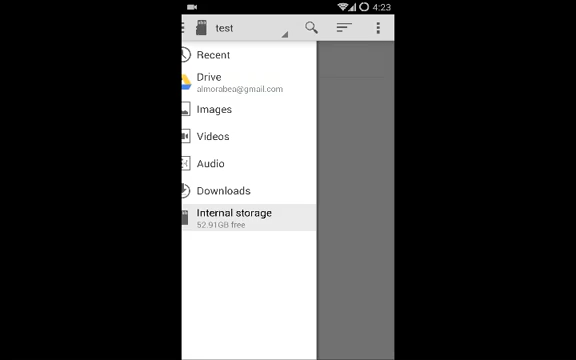 4:23
test
Recent
Drive
almorabea@gmail.com
Images
Videos
Audio
Downloads
Internal storage
52.91GB free